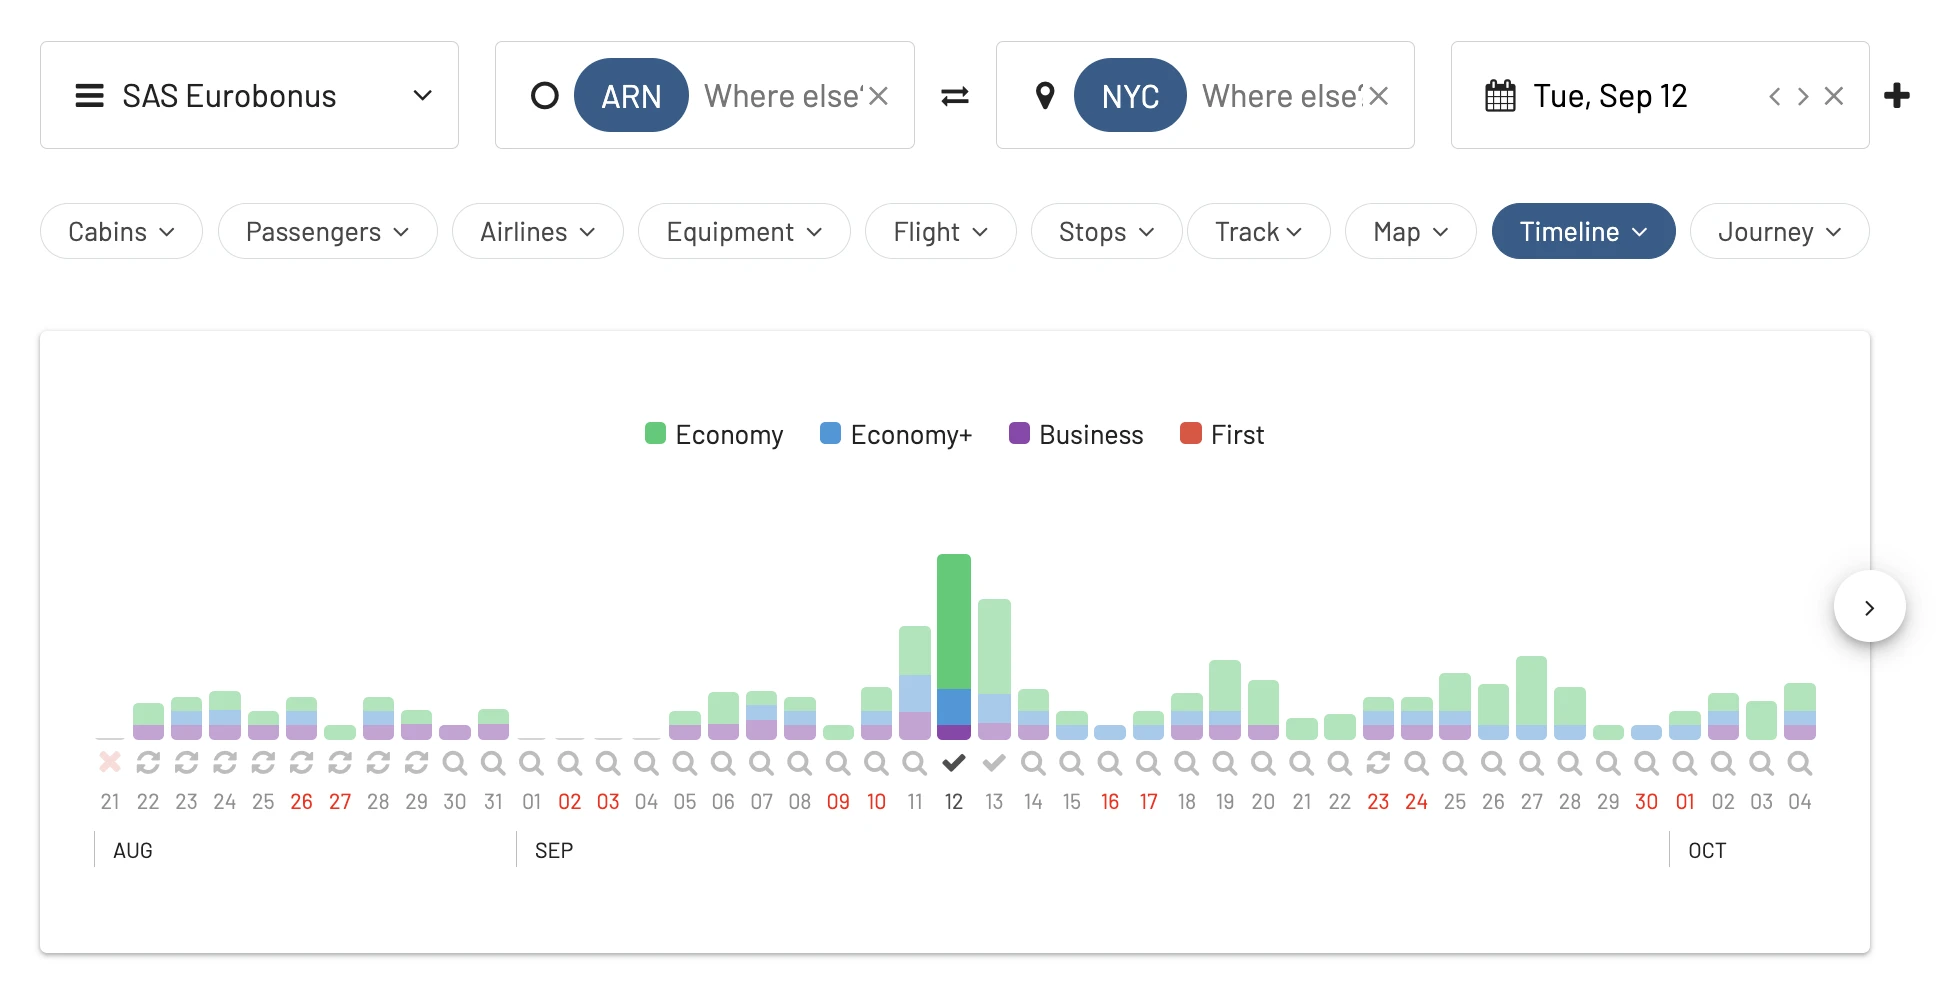 SAS Eurobonus ARN Where else NYC Where else Tue, Sep 12
Cabins Passengers Airlines Equipment Flight Stops Track Map Timeline Journey
Economy Economy+ Business First
21 22 23 24 25 26 27 28 29 30 31 01 02 03 04 05 06 07 08 09 10 11 12 13 14 15 16 17 18 19 20 21 22 23 24 25 26 27 28 29 30 01 02 03 04
AUG SEP OCT